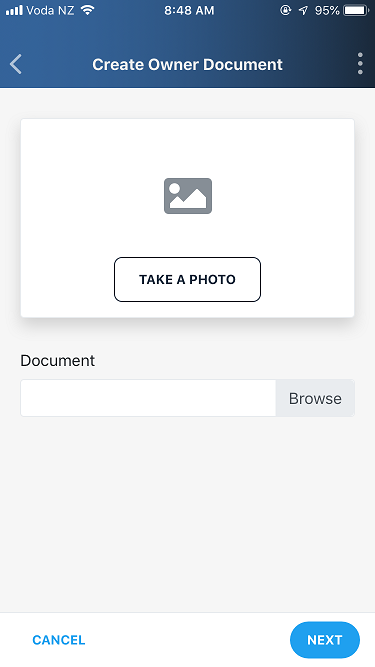 Voda NZ 8:48 AM 95%
Create Owner Document
TAKE A PHOTO
Document
Browse
CANCEL NEXT